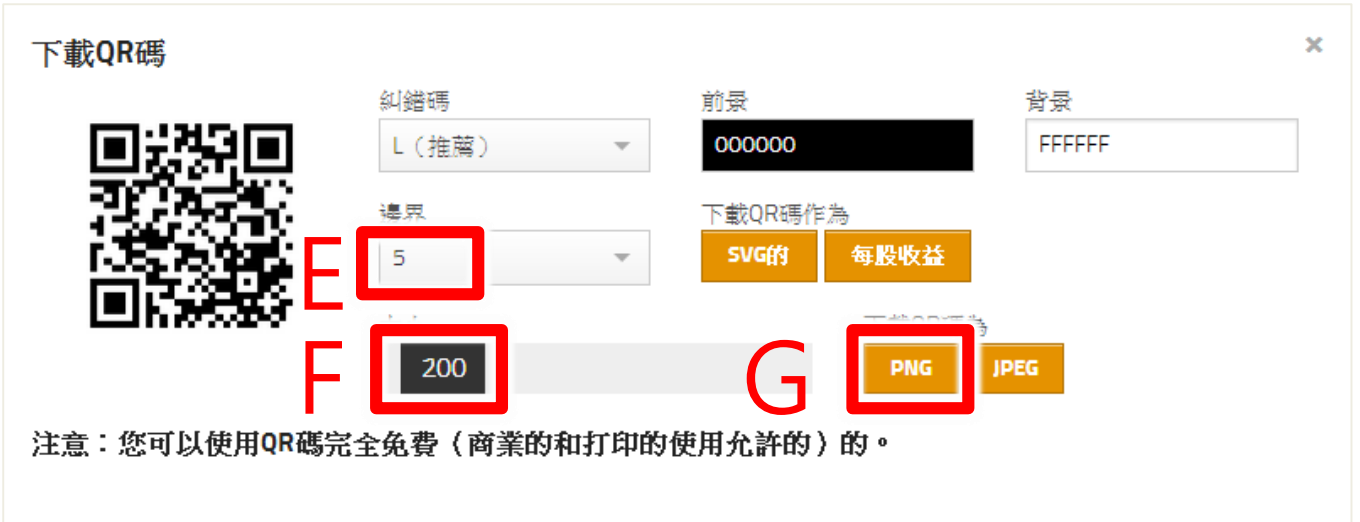 下載QR碼 ×
糾錯碼 前景 背景
L（推薦） 000000 FFFFFF
邊界 下載QR碼作為
E 5 SVG的 每股收益
F 200 G PNG JPEG
注意：您可以使用QR碼完全免費（商業的和打印的使用允許的）的。